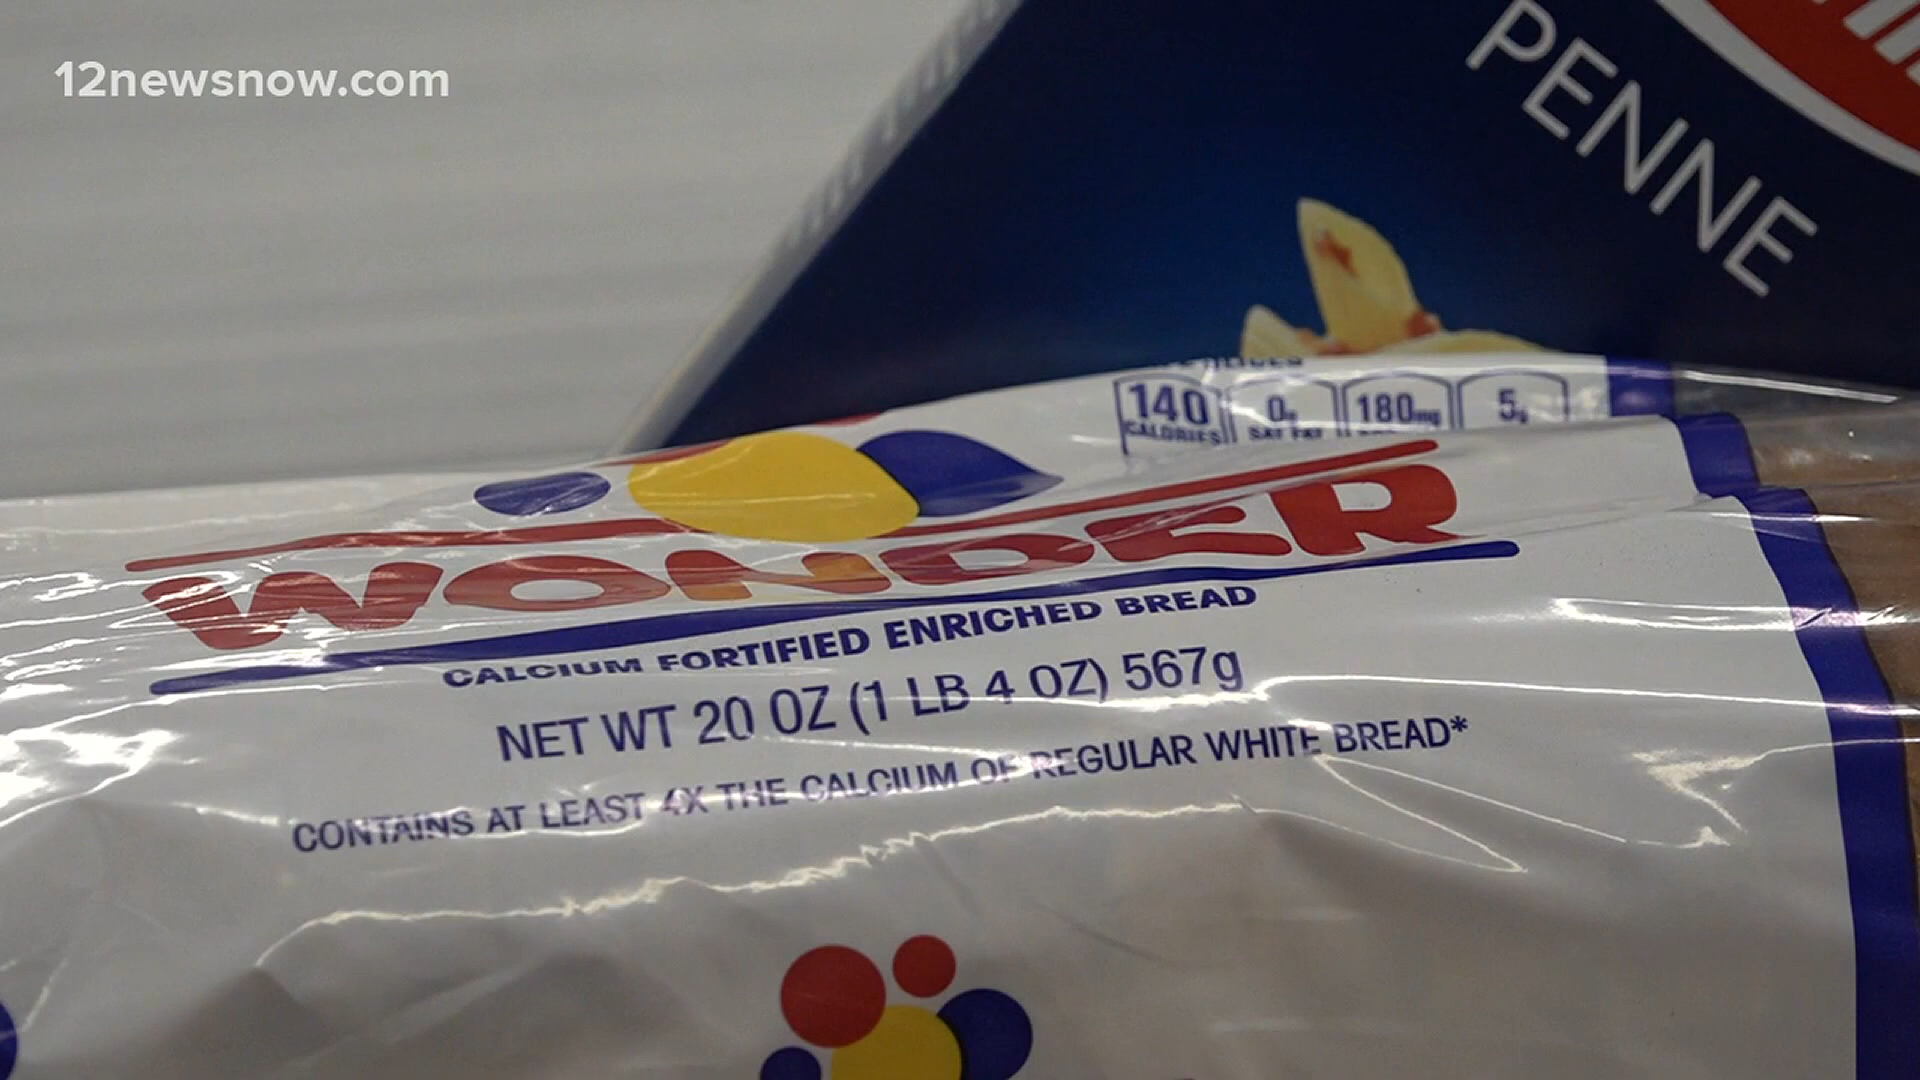 12newsnow.com
PENNE
140 0g 180mg 5g
CALORIES SAT FAT
WONDER
CALCIUM FORTIFIED ENRICHED BREAD
NET WT 20 OZ (1 LB 4 OZ) 567g
CONTAINS AT LEAST 4X THE CALCIUM OF REGULAR WHITE BREAD*